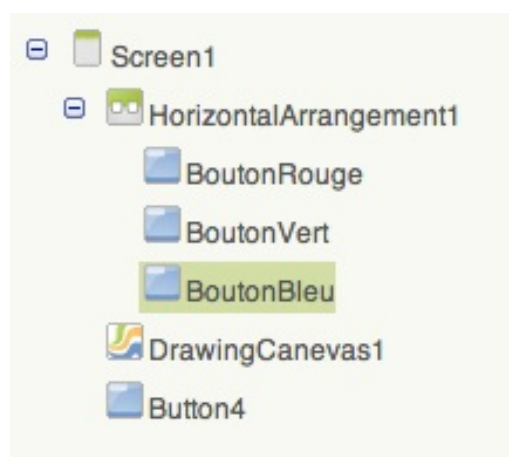 Screen1
HorizontalArrangement1
BoutonRouge
BoutonVert
BoutonBleu
DrawingCanevas1
Button4